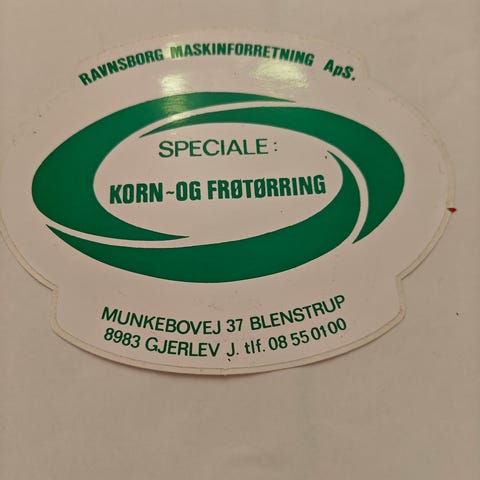 RAVNSBORG MASKINFORRETNING ApS.
SPECIALE:
KORN-OG FRØTØRRING
MUNKEBOVEJ 37 BLENSTRUP
8983 GJERLEV J. tlf. 08 55 01 00